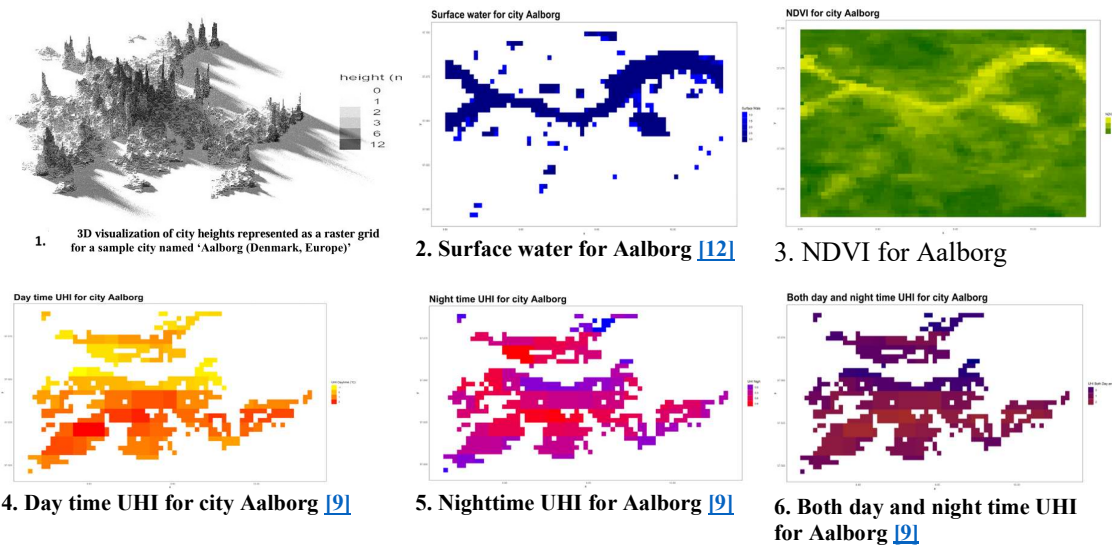 height (n
0
1
2
3
6
12
1. 3D visualization of city heights represented as a raster grid
for a sample city named ‘Aalborg (Denmark, Europe)’
Surface water for city Aalborg
2. Surface water for Aalborg [12]
NDVI for city Aalborg
3. NDVI for Aalborg
Day time UHI for city Aalborg
4. Day time UHI for city Aalborg [9]
Night time UHI for city Aalborg
5. Nighttime UHI for Aalborg [9]
Both day and night time UHI for city Aalborg
6. Both day and night time UHI
for Aalborg [9]